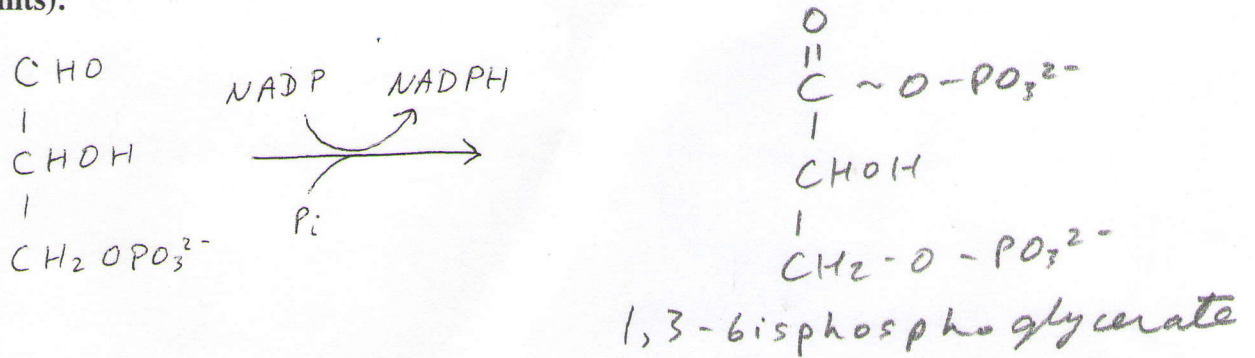 nts).
CHO
|
CHOH
|
CH2OPO3^2-
NADP NADPH
Pi
O
||
C ~ O-PO3^2-
|
CHOH
|
CH2-O-PO3^2-
1,3-bisphosphoglycerate